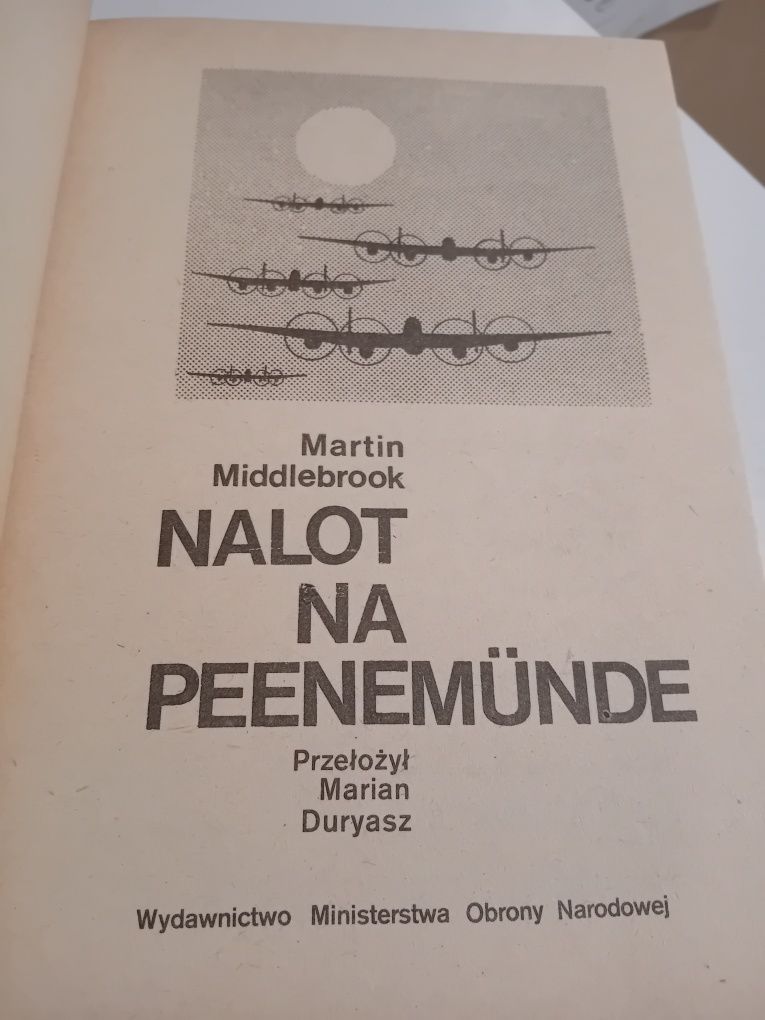 Martin
Middlebrook
NALOT
NA
PEENEMÜNDE
Przełożył
Marian
Duryasz
Wydawnictwo Ministerstwa Obrony Narodowej